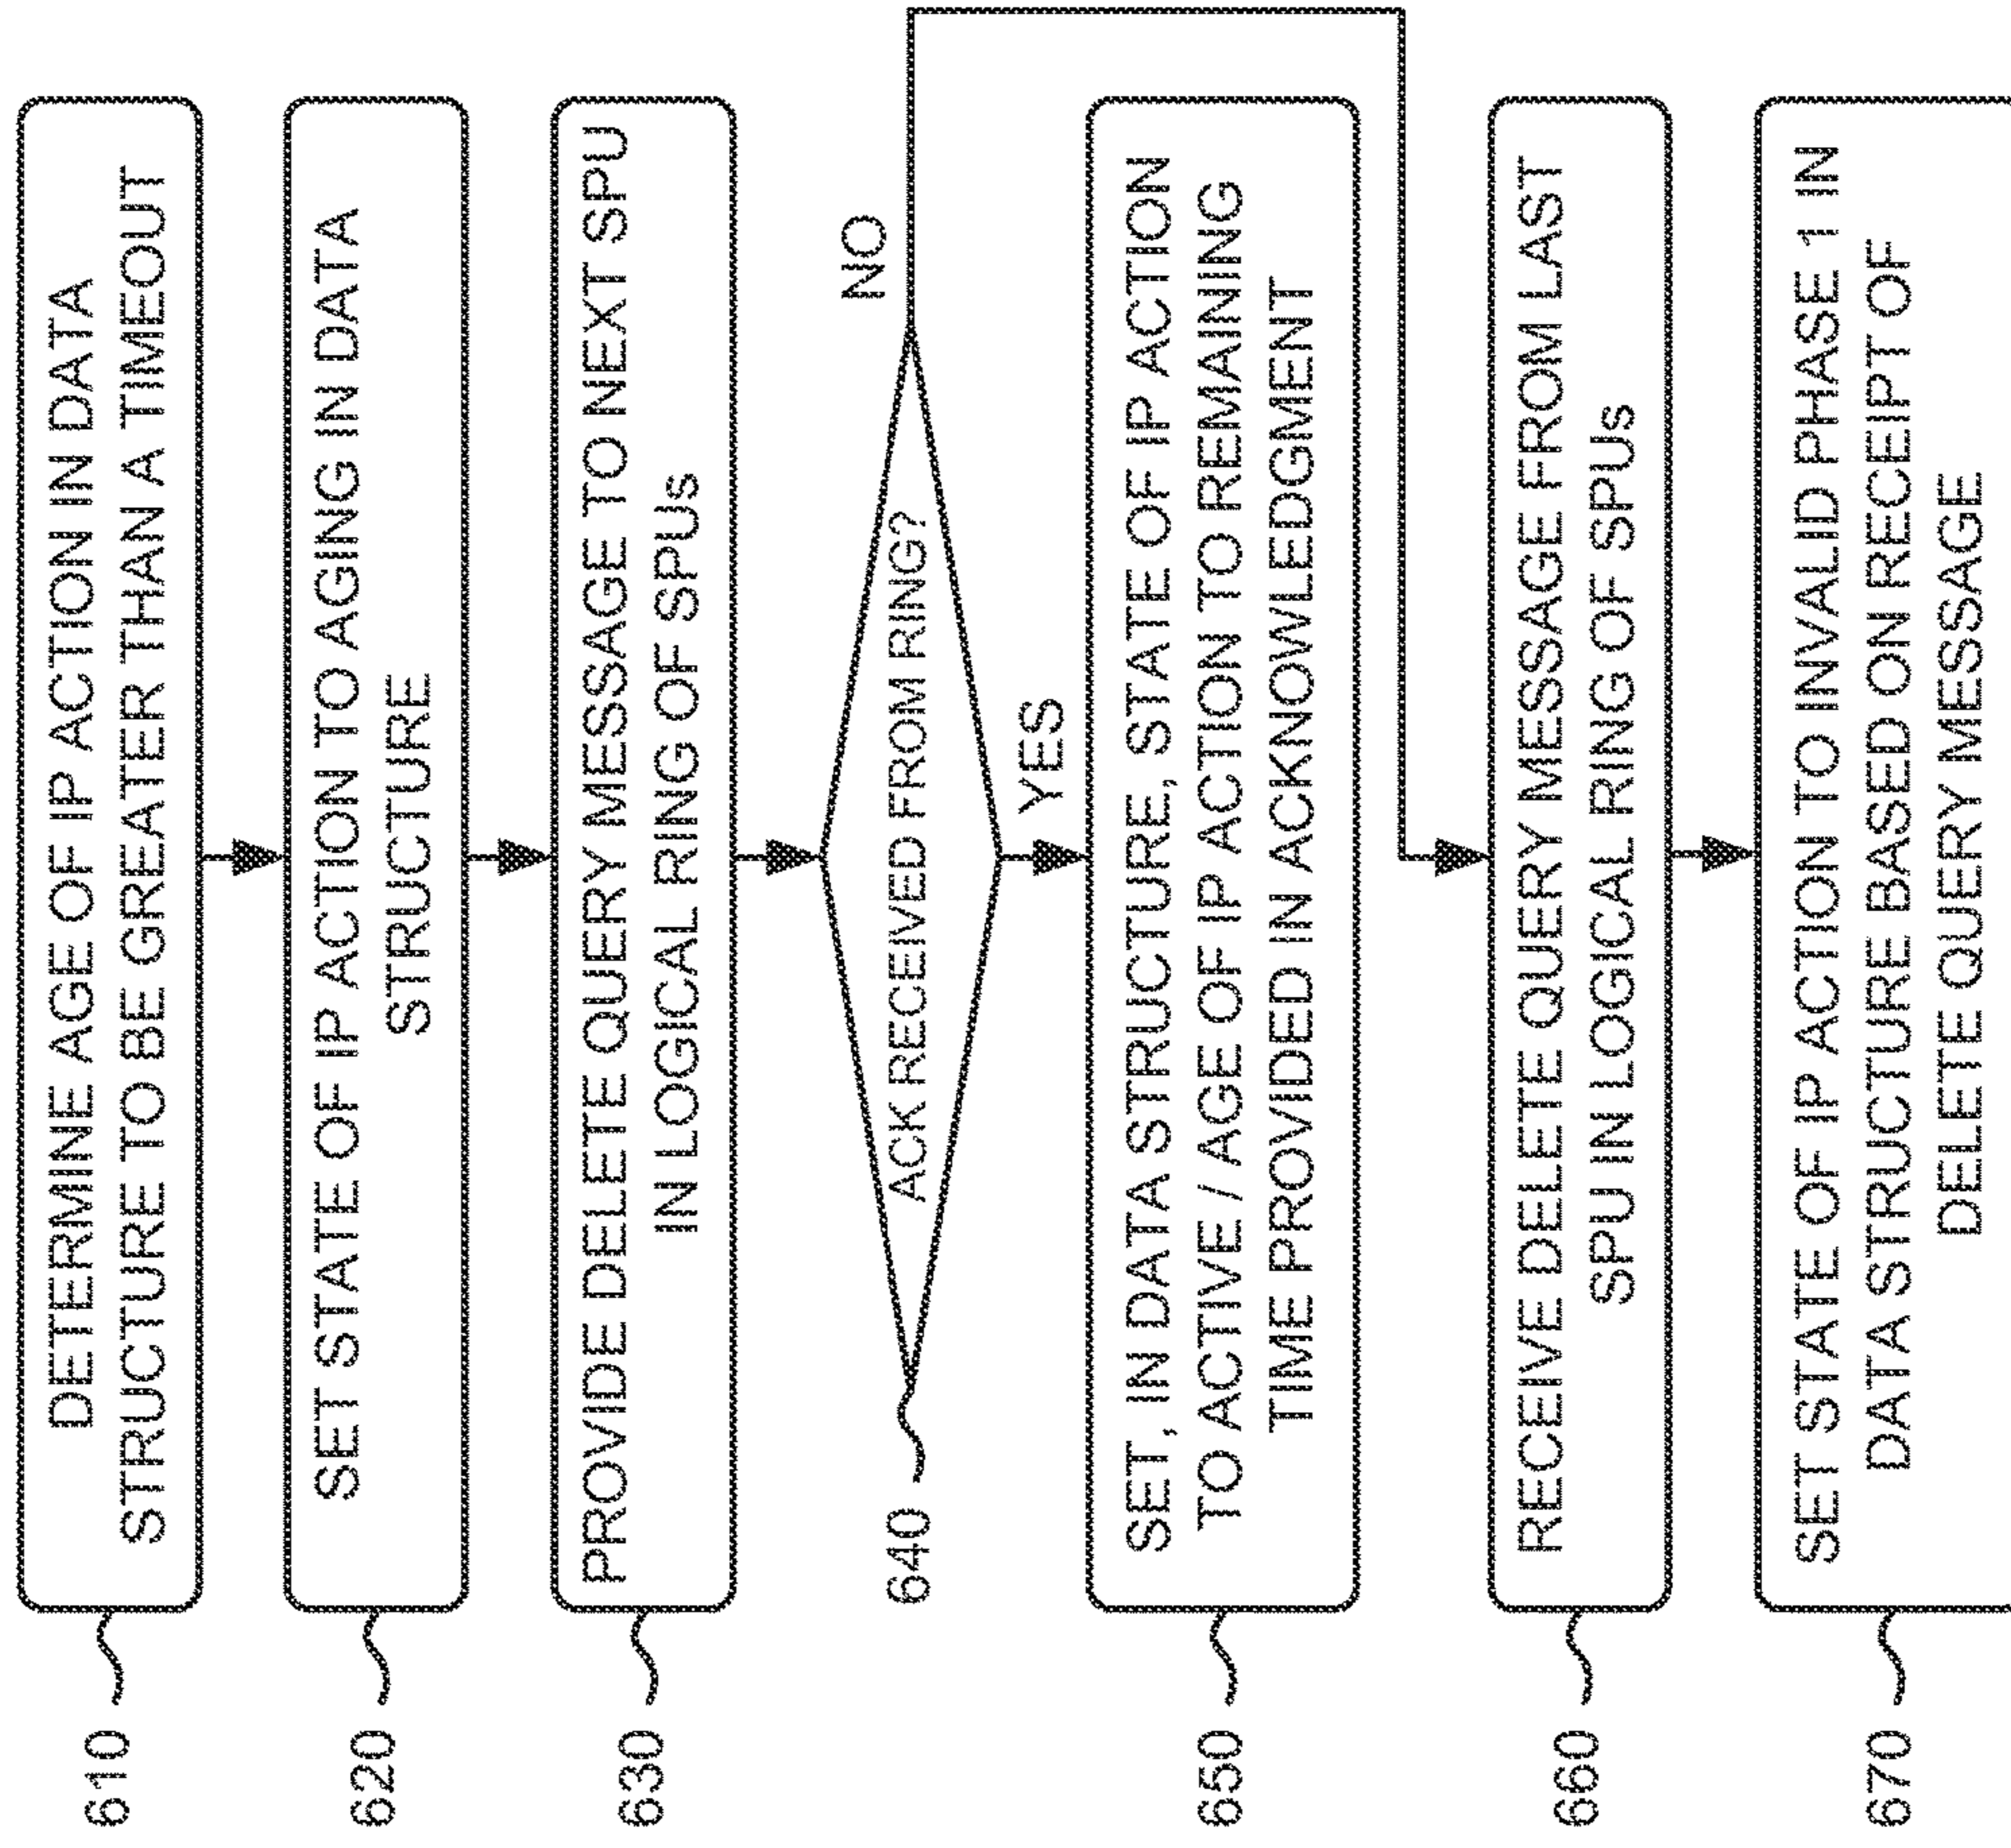 610
DETERMINE AGE OF IP ACTION IN DATA
STRUCTURE TO BE GREATER THAN A TIMEOUT
620
SET STATE OF IP ACTION TO AGING IN DATA
STRUCTURE
630
PROVIDE DELETE QUERY MESSAGE TO NEXT SPU
IN LOGICAL RING OF SPUs
640
ACK RECEIVED FROM RING?
NO
YES
650
SET, IN DATA STRUCTURE, STATE OF IP ACTION
TO ACTIVE / AGE OF IP ACTION TO REMAINING
TIME PROVIDED IN ACKNOWLEDGMENT
660
RECEIVE DELETE QUERY MESSAGE FROM LAST
SPU IN LOGICAL RING OF SPUs
670
SET STATE OF IP ACTION TO INVALID PHASE 1 IN
DATA STRUCTURE BASED ON RECEIPT OF
DELETE QUERY MESSAGE